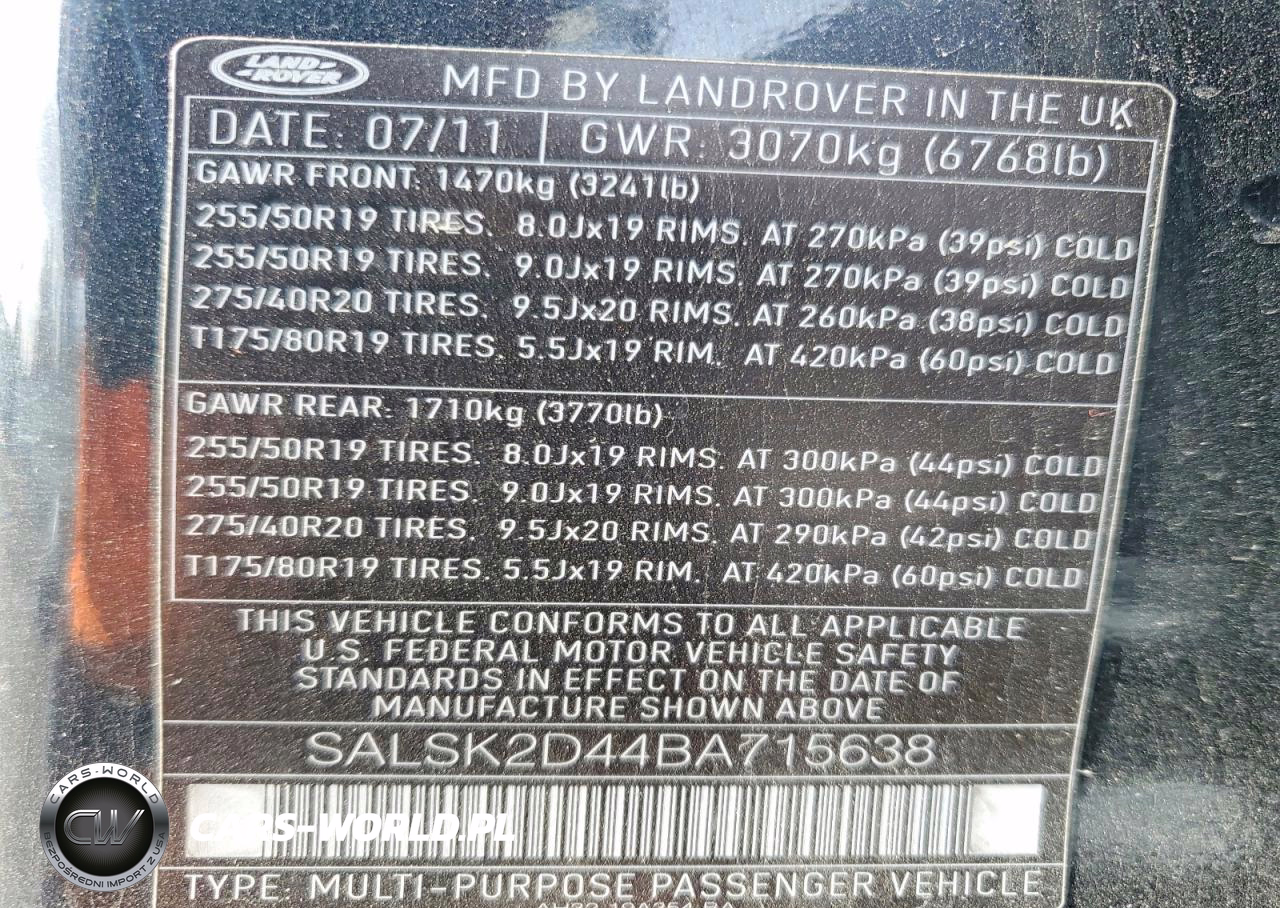 LAND-
-ROVER
MFD BY LANDROVER IN THE UK
DATE: 07/11 GWR: 3070kg (6768lb)
GAWR FRONT: 1470kg (3241lb)
255/50R19 TIRES. 8.0Jx19 RIMS. AT 270kPa (39psi) COLD
255/50R19 TIRES. 9.0Jx19 RIMS. AT 270kPa (39psi) COLD
275/40R20 TIRES. 9.5Jx20 RIMS. AT 260kPa (38psi) COLD
T175/80R19 TIRES. 5.5Jx19 RIM. AT 420kPa (60psi) COLD
GAWR REAR: 1710kg (3770lb)
255/50R19 TIRES. 8.0Jx19 RIMS. AT 300kPa (44psi) COLD
255/50R19 TIRES. 9.0Jx19 RIMS. AT 300kPa (44psi) COLD
275/40R20 TIRES. 9.5Jx20 RIMS. AT 290kPa (42psi) COLD
T175/80R19 TIRES. 5.5Jx19 RIM. AT 420kPa (60psi) COLD
THIS VEHICLE CONFORMS TO ALL APPLICABLE
U.S. FEDERAL MOTOR VEHICLE SAFETY
STANDARDS IN EFFECT ON THE DATE OF
MANUFACTURE SHOWN ABOVE
SALSK2D44BA715638
CARS-WORLD
CW
BEZPOŚREDNI IMPORT Z USA
CARS-WORLD.PL
TYPE: MULTI-PURPOSE PASSENGER VEHICLE